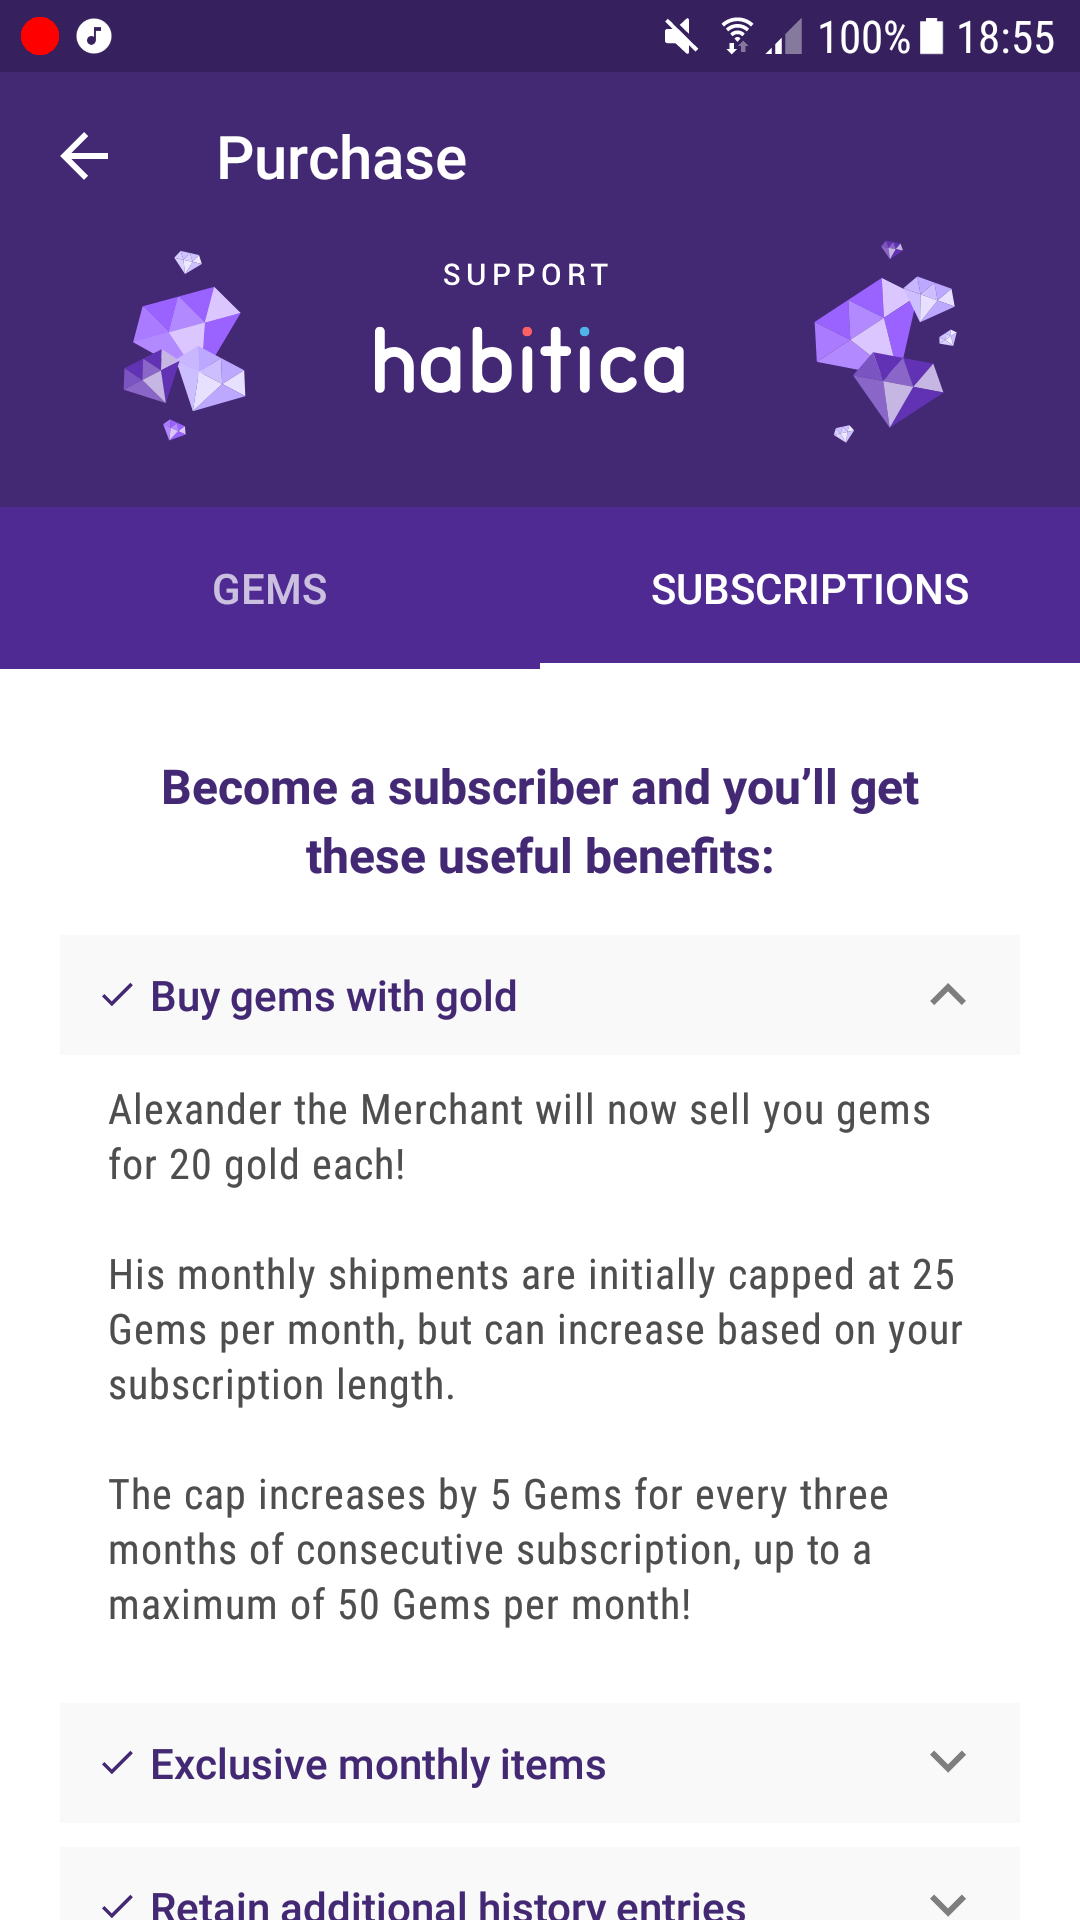 100% 18:55
Purchase
SUPPORT
habitica
GEMS
SUBSCRIPTIONS
Become a subscriber and you’ll get
these useful benefits:
Buy gems with gold
Alexander the Merchant will now sell you gems
for 20 gold each!
His monthly shipments are initially capped at 25
Gems per month, but can increase based on your
subscription length.
The cap increases by 5 Gems for every three
months of consecutive subscription, up to a
maximum of 50 Gems per month!
Exclusive monthly items
Retain additional history entries